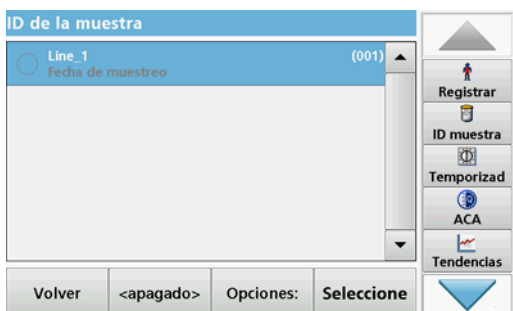 ID de la muestra
Line_1 (001)
Fecha de muestreo
Registrar
ID muestra
Temporizad
ACA
Tendencias
Volver <apagado> Opciones: Seleccione